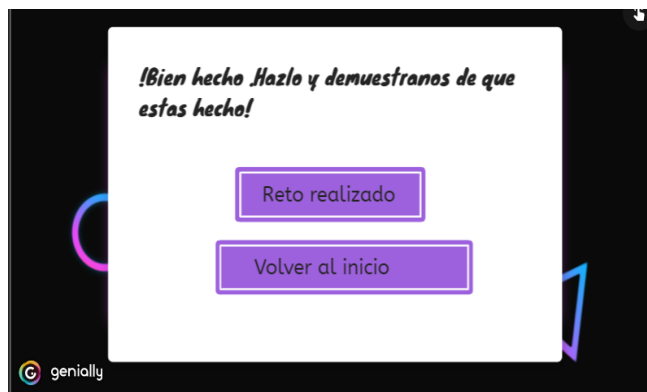 !Bien hecho .Hazlo y demuestranos de que
estas hecho!
Reto realizado
Volver al inicio
genially